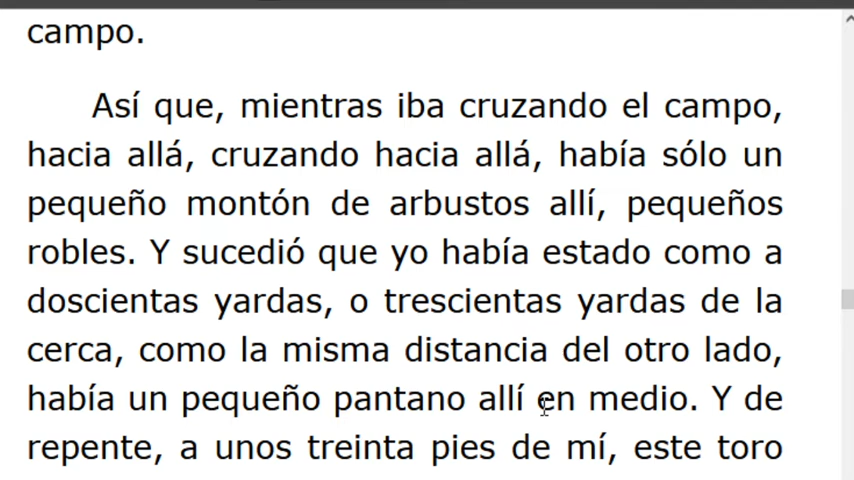 campo.
Así que, mientras iba cruzando el campo,
hacia allá, cruzando hacia allá, había sólo un
pequeño montón de arbustos allí, pequeños
robles. Y sucedió que yo había estado como a
doscientas yardas, o trescientas yardas de la
cerca, como la misma distancia del otro lado,
había un pequeño pantano allí en medio. Y de
repente, a unos treinta pies de mí, este toro